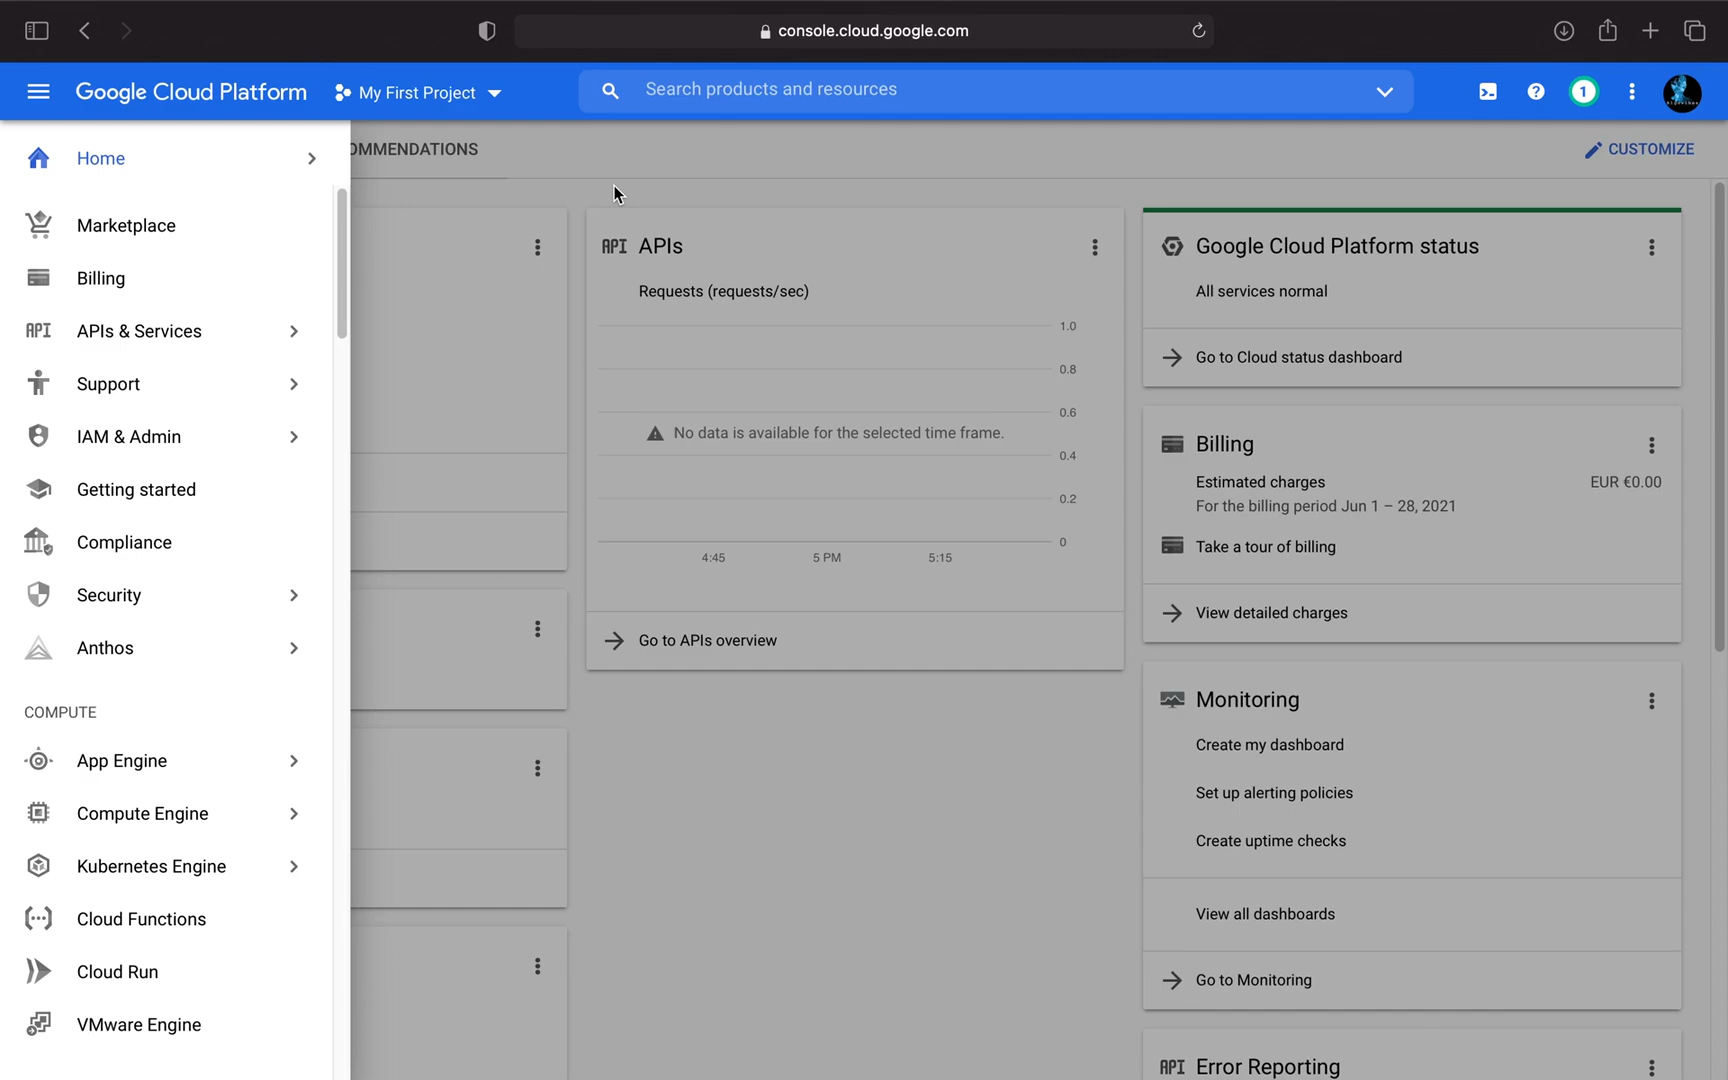 console.cloud.google.com
Google Cloud Platform
My First Project
Search products and resources
1
Home
Marketplace
Billing
API
APIs & Services
Support
IAM & Admin
Getting started
Compliance
Security
Anthos
COMPUTE
App Engine
Compute Engine
Kubernetes Engine
Cloud Functions
Cloud Run
VMware Engine
OMMENDATIONS
CUSTOMIZE
API APIs
Requests (requests/sec)
1.0
0.8
0.6
No data is available for the selected time frame.
0.4
0.2
0
4:45
5 PM
5:15
Go to APIs overview
Google Cloud Platform status
All services normal
Go to Cloud status dashboard
Billing
Estimated charges
EUR €0.00
For the billing period Jun 1 – 28, 2021
Take a tour of billing
View detailed charges
Monitoring
Create my dashboard
Set up alerting policies
Create uptime checks
View all dashboards
Go to Monitoring
API Error Reporting